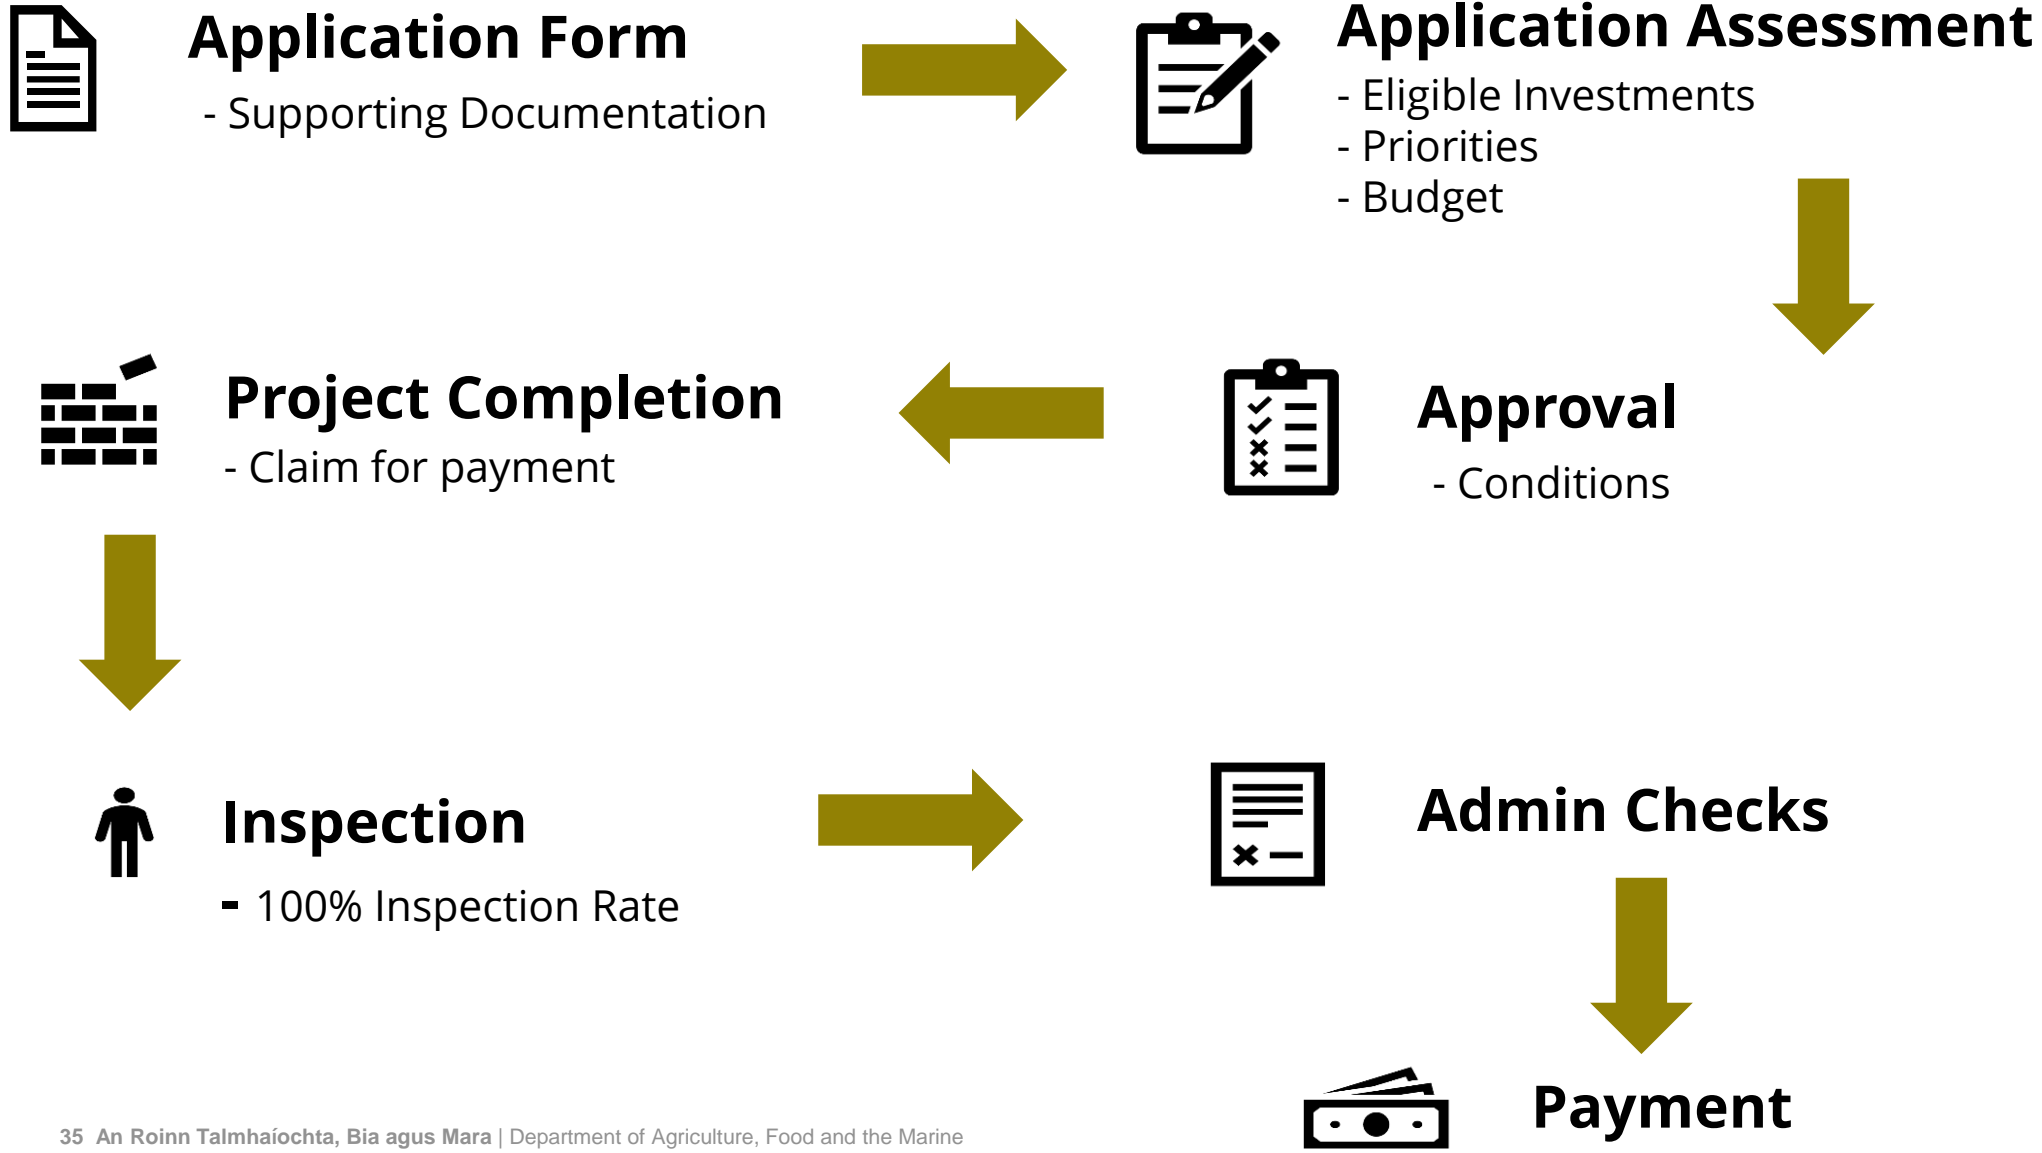 Application Form
- Supporting Documentation
Application Assessment
- Eligible Investments
- Priorities
- Budget
Approval
- Conditions
Project Completion
- Claim for payment
Inspection
- 100% Inspection Rate
Admin Checks
Payment
35 An Roinn Talmhaíochta, Bia agus Mara | Department of Agriculture, Food and the Marine